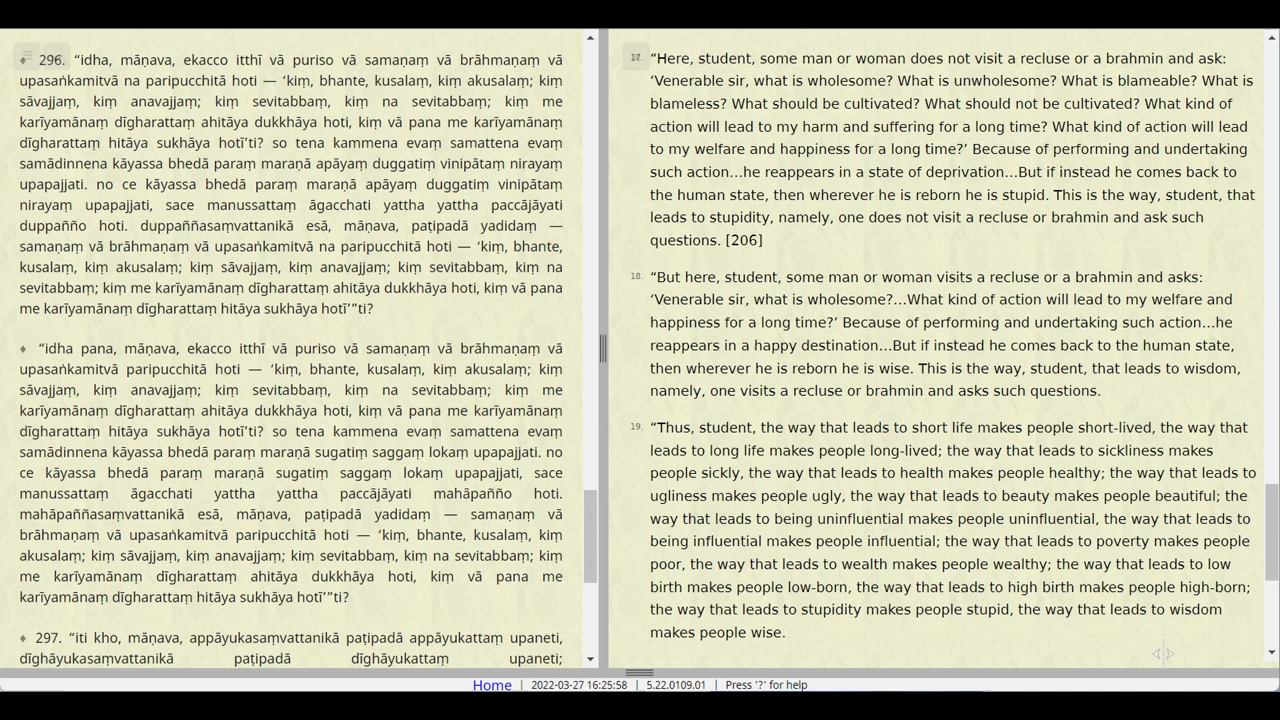 ♦ 296. “idha, māṇava, ekacco itthī vā puriso vā samaṇaṃ vā brāhmaṇaṃ vā
upasaṅkamitvā na paripucchitā hoti — ‘kiṃ, bhante, kusalaṃ, kiṃ akusalaṃ; kiṃ
sāvajjaṃ, kiṃ anavajjaṃ; kiṃ sevitabbaṃ, kiṃ na sevitabbaṃ; kiṃ me
karīyamānaṃ dīgharattaṃ ahitāya dukkhāya hoti, kiṃ vā pana me karīyamānaṃ
dīgharattaṃ hitāya sukhāya hotī’ti? so tena kammena evaṃ samattena evaṃ
samādinnena kāyassa bhedā paraṃ maraṇā apāyaṃ duggatiṃ vinipātaṃ nirayaṃ
upapajjati. no ce kāyassa bhedā paraṃ maraṇā apāyaṃ duggatiṃ vinipātaṃ
nirayaṃ upapajjati, sace manussattaṃ āgacchati yattha yattha paccājāyati
duppañño hoti. duppaññasaṃvattanikā esā, māṇava, paṭipadā yadidaṃ —
samaṇaṃ vā brāhmaṇaṃ vā upasaṅkamitvā na paripucchitā hoti — ‘kiṃ, bhante,
kusalaṃ, kiṃ akusalaṃ; kiṃ sāvajjaṃ, kiṃ anavajjaṃ; kiṃ sevitabbaṃ, kiṃ na
sevitabbaṃ; kiṃ me karīyamānaṃ dīgharattaṃ ahitāya dukkhāya hoti, kiṃ vā pana
me karīyamānaṃ dīgharattaṃ hitāya sukhāya hotī’”ti?
♦ “idha pana, māṇava, ekacco itthī vā puriso vā samaṇaṃ vā brāhmaṇaṃ vā
upasaṅkamitvā paripucchitā hoti — ‘kiṃ, bhante, kusalaṃ, kiṃ akusalaṃ; kiṃ
sāvajjaṃ, kiṃ anavajjaṃ; kiṃ sevitabbaṃ, kiṃ na sevitabbaṃ; kiṃ me
karīyamānaṃ dīgharattaṃ ahitāya dukkhāya hoti, kiṃ vā pana me karīyamānaṃ
dīgharattaṃ hitāya sukhāya hotī’ti? so tena kammena evaṃ samattena evaṃ
samādinnena kāyassa bhedā paraṃ maraṇā sugatiṃ saggaṃ lokaṃ upapajjati. no
ce kāyassa bhedā paraṃ maraṇā sugatiṃ saggaṃ lokaṃ upapajjati, sace
manussattaṃ āgacchati yattha yattha paccājāyati mahāpañño hoti.
mahāpaññasaṃvattanikā esā, māṇava, paṭipadā yadidaṃ — samaṇaṃ vā
brāhmaṇaṃ vā upasaṅkamitvā paripucchitā hoti — ‘kiṃ, bhante, kusalaṃ, kiṃ
akusalaṃ; kiṃ sāvajjaṃ, kiṃ anavajjaṃ; kiṃ sevitabbaṃ, kiṃ na sevitabbaṃ; kiṃ
me karīyamānaṃ dīgharattaṃ ahitāya dukkhāya hoti, kiṃ vā pana me
karīyamānaṃ dīgharattaṃ hitāya sukhāya hotī’”ti?
♦ 297. “iti kho, māṇava, appāyukasaṃvattanikā paṭipadā appāyukattaṃ upaneti,
dīghāyukasaṃvattanikā paṭipadā dīghāyukattaṃ upaneti;
17. “Here, student, some man or woman does not visit a recluse or a brahmin and ask:
‘Venerable sir, what is wholesome? What is unwholesome? What is blameable? What is
blameless? What should be cultivated? What should not be cultivated? What kind of
action will lead to my harm and suffering for a long time? What kind of action will lead
to my welfare and happiness for a long time?’ Because of performing and undertaking
such action…he reappears in a state of deprivation…But if instead he comes back to
the human state, then wherever he is reborn he is stupid. This is the way, student, that
leads to stupidity, namely, one does not visit a recluse or brahmin and ask such
questions. [206]
18. “But here, student, some man or woman visits a recluse or a brahmin and asks:
‘Venerable sir, what is wholesome?…What kind of action will lead to my welfare and
happiness for a long time?’ Because of performing and undertaking such action…he
reappears in a happy destination…But if instead he comes back to the human state,
then wherever he is reborn he is wise. This is the way, student, that leads to wisdom,
namely, one visits a recluse or brahmin and asks such questions.
19. “Thus, student, the way that leads to short life makes people short-lived, the way that
leads to long life makes people long-lived; the way that leads to sickliness makes
people sickly, the way that leads to health makes people healthy; the way that leads to
ugliness makes people ugly, the way that leads to beauty makes people beautiful; the
way that leads to being uninfluential makes people uninfluential, the way that leads to
being influential makes people influential; the way that leads to poverty makes people
poor, the way that leads to wealth makes people wealthy; the way that leads to low
birth makes people low-born, the way that leads to high birth makes people high-born;
the way that leads to stupidity makes people stupid, the way that leads to wisdom
makes people wise.
Home | 2022-03-27 16:25:58 | 5.22.0109.01 | Press '?' for help